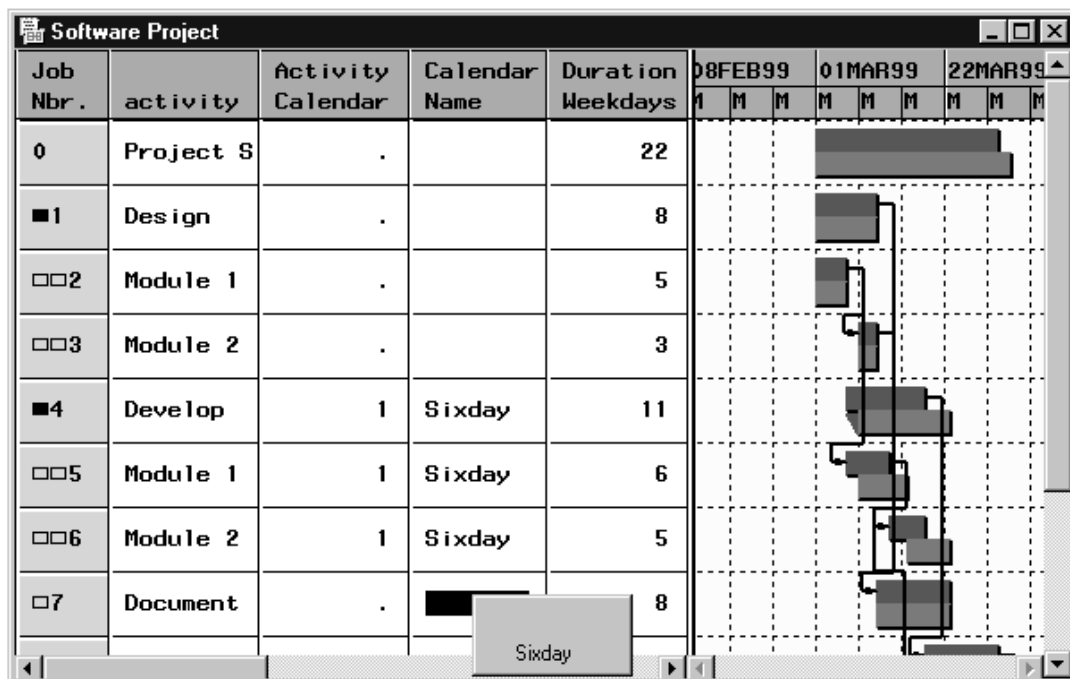 Software Project
Job Nbr. activity Activity Calendar Calendar Name Duration Weekdays
08FEB99 01MAR99 22MAR99
M M M M M M M M M
0 Project S . 22
1 Design . 8
2 Module 1 . 5
3 Module 2 . 3
4 Develop 1 Sixday 11
5 Module 1 1 Sixday 6
6 Module 2 1 Sixday 5
7 Document . 8
Sixday